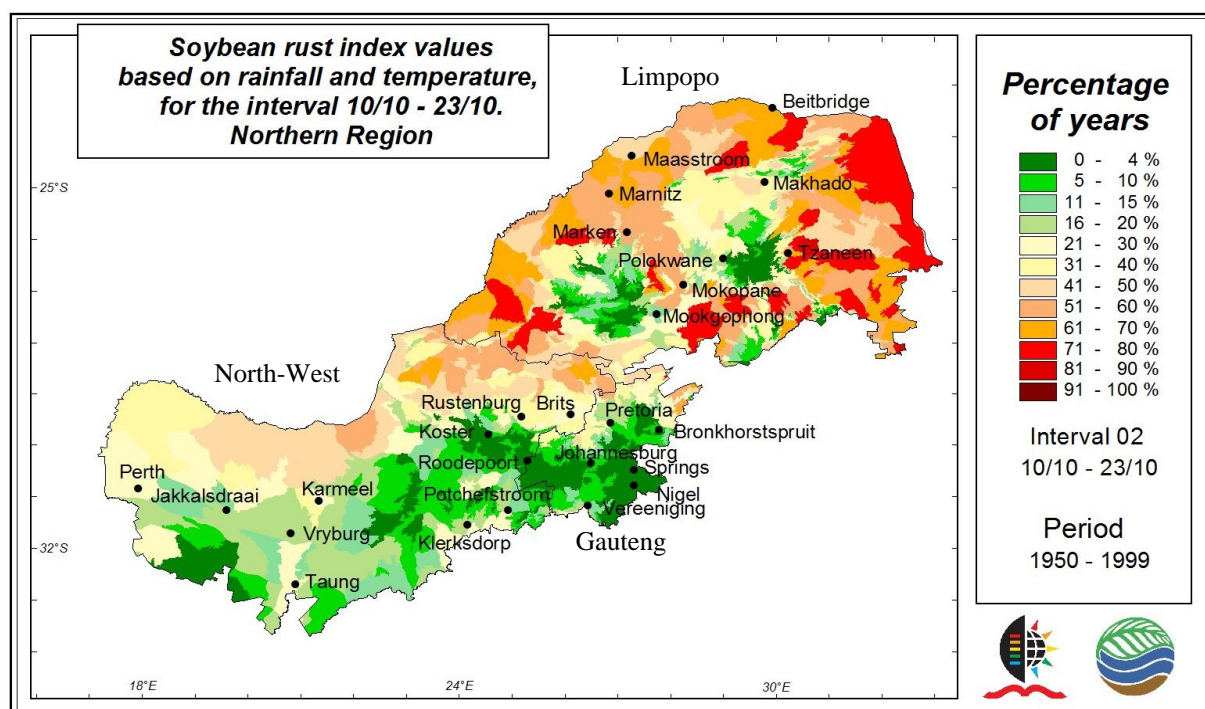 Soybean rust index values
based on rainfall and temperature,
for the interval 10/10 - 23/10.
Northern Region
Limpopo
Beitbridge
Maasstroom
Makhado
Marnitz
Marken
Polokwane
Tzaneen
Mokopane
Mookgophong
North-West
Rustenburg
Brits
Pretoria
Koster
Bronkhorstspruit
Johannesburg
Roodepoort
Springs
Perth
Karmeel
Potchefstroom
Nigel
Jakkalsdraai
Vereeniging
Vryburg
Klerksdorp
Gauteng
Taung
25°S
32°S
18°E
24°E
30°E
Percentage
of years
0 - 4 %
5 - 10 %
11 - 15 %
16 - 20 %
21 - 30 %
31 - 40 %
41 - 50 %
51 - 60 %
61 - 70 %
71 - 80 %
81 - 90 %
91 - 100 %
Interval 02
10/10 - 23/10
Period
1950 - 1999